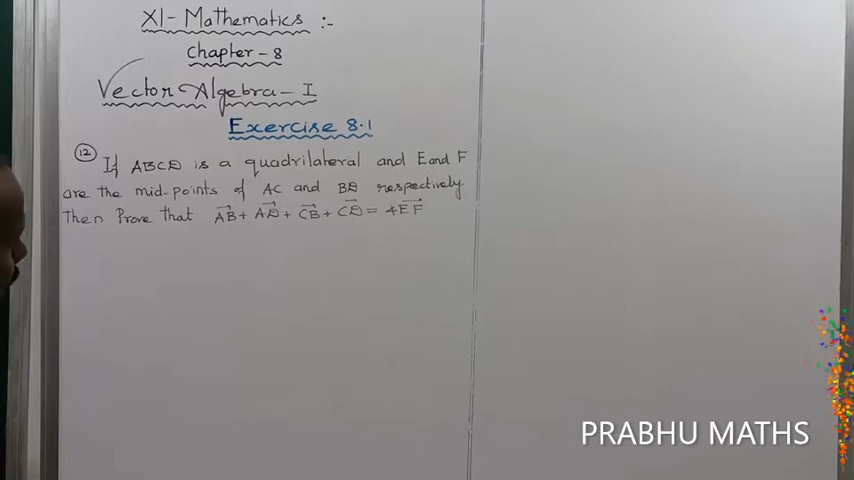 XI- Mathematics :-
Chapter - 8
Vector Algebra - I
Exercise 8.1
(12) If ABCD is a quadrilateral and E and F
are the mid-points of AC and BD respectively
Then Prove that AB⃗ + AD⃗ + CB⃗ + CD⃗ = 4EF⃗
PRABHU MATHS